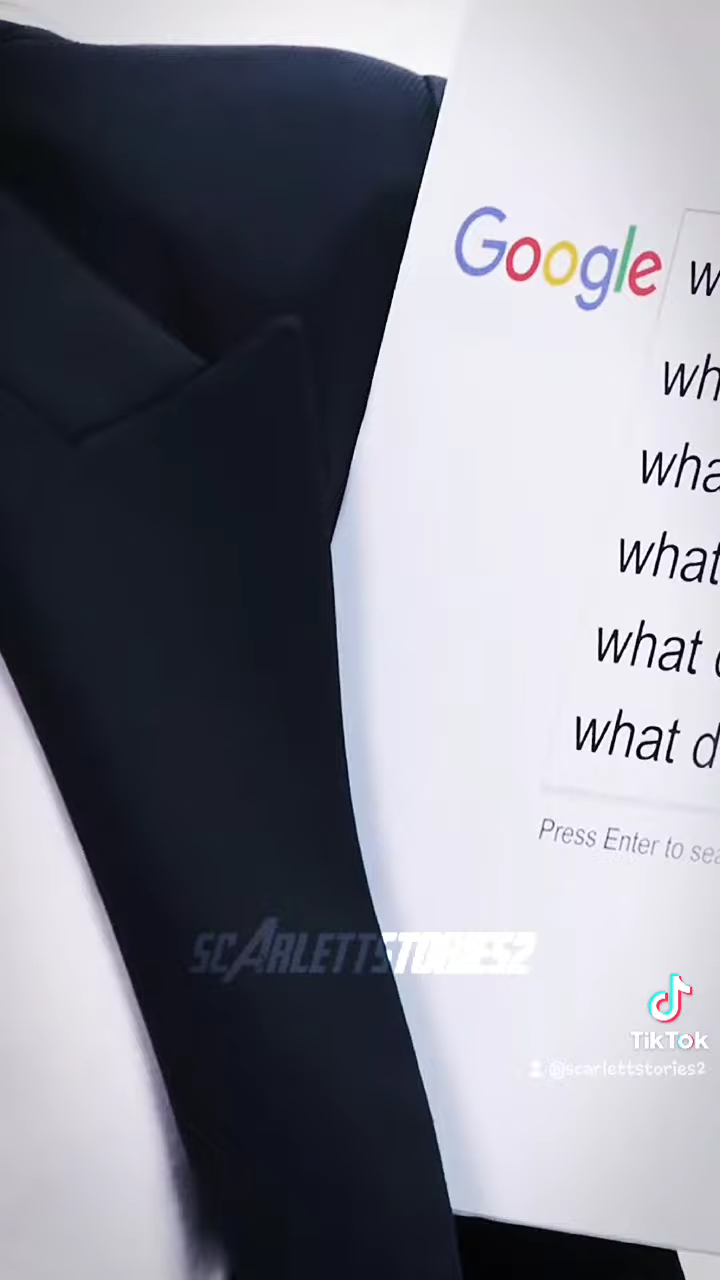 Google w
wh
wha
what
what
what d
Press Enter to sea
SCARLETTSTORIES2
TikTok
@scarlettstories2